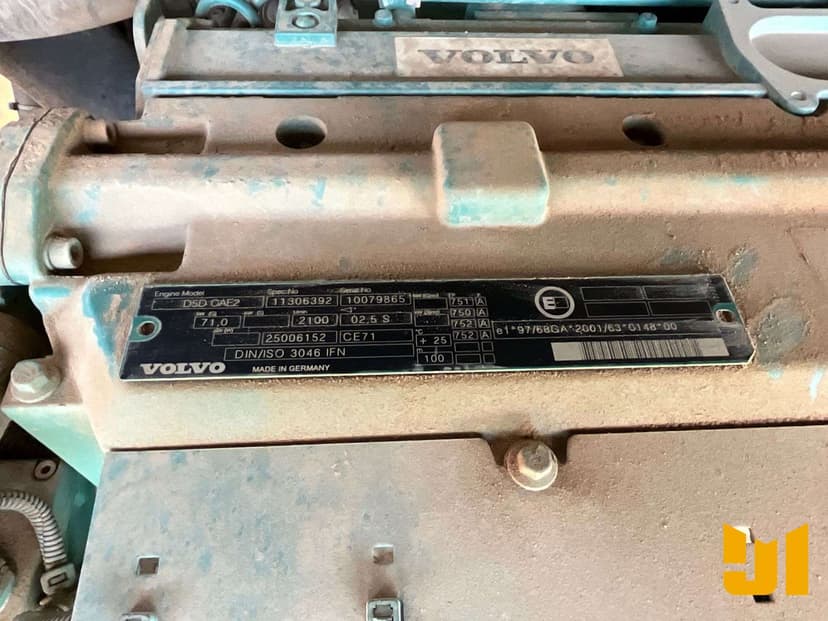 VOLVO
Engine Model Spec No Serial No
D5D CAE2 11306392 10079865 751 A
71,0 2100 02,5 S 750 A
752 A
25006152 CE71 + 25 752 A
DIN/ISO 3046 IFN 100
VOLVO MADE IN GERMANY
E
e1*97/68GA*2001/63*0148*00